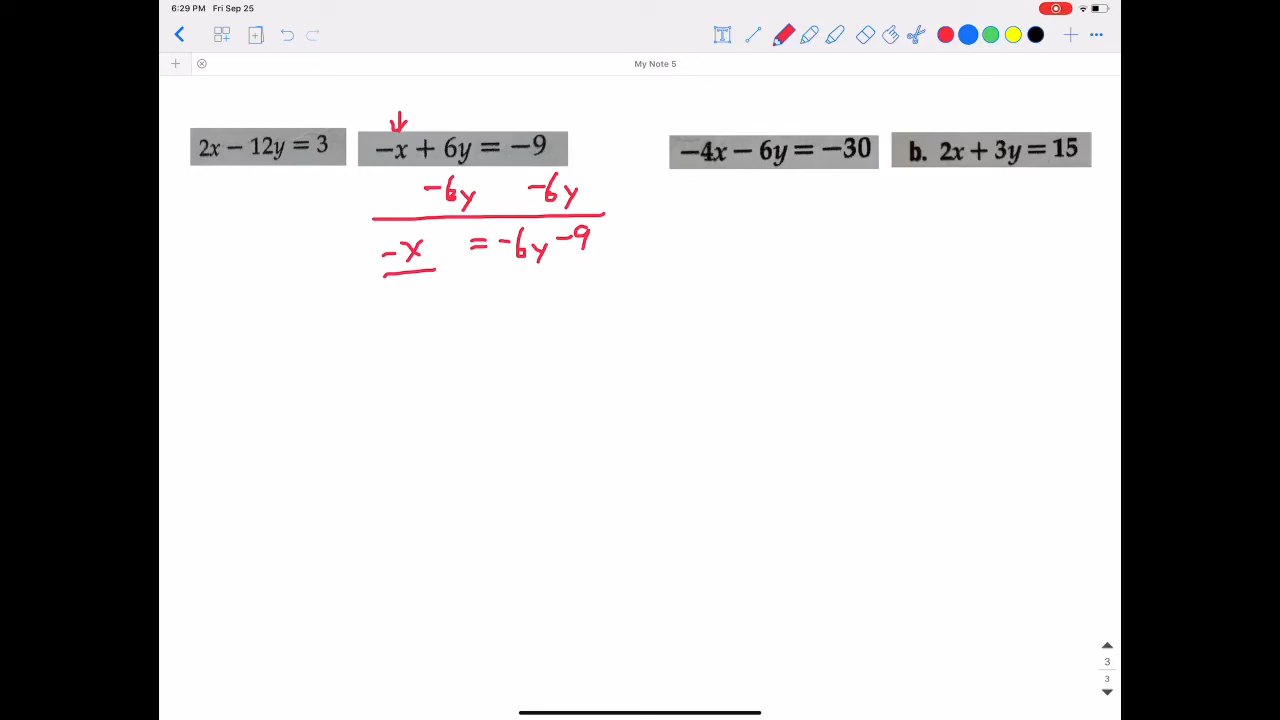 6:29 PM Fri Sep 25
My Note 5
2x − 12y = 3
−x + 6y = −9
−6y −6y
−x = −6y −9
−4x − 6y = −30
b. 2x + 3y = 15
3
3